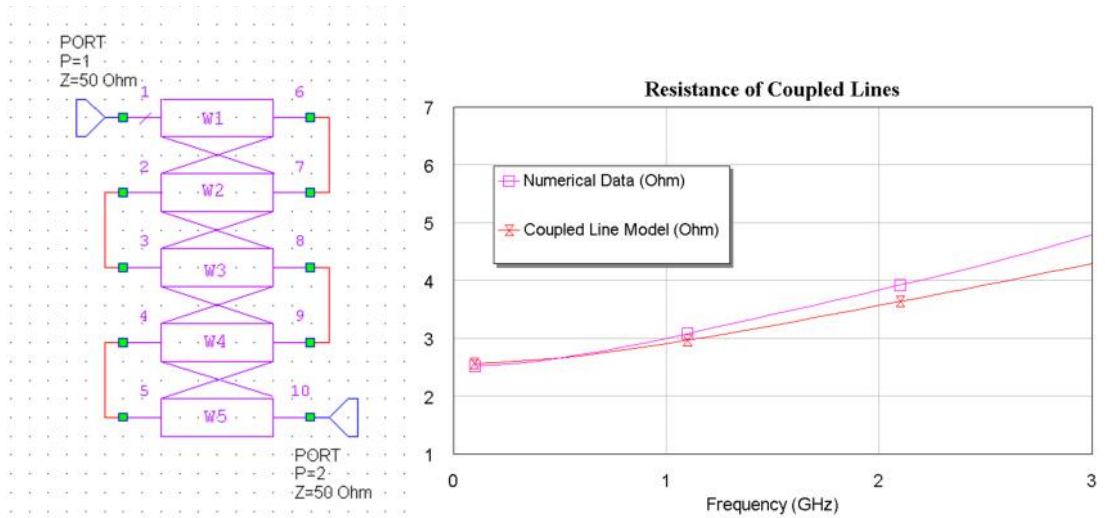 PORT
P=1
Z=50 Ohm
1
6
W1
2
7
W2
3
8
W3
4
9
W4
5
10
W5
PORT
P=2
Z=50 Ohm
Resistance of Coupled Lines
7
6
5
4
3
2
1
Numerical Data (Ohm)
Coupled Line Model (Ohm)
0
1
2
3
Frequency (GHz)